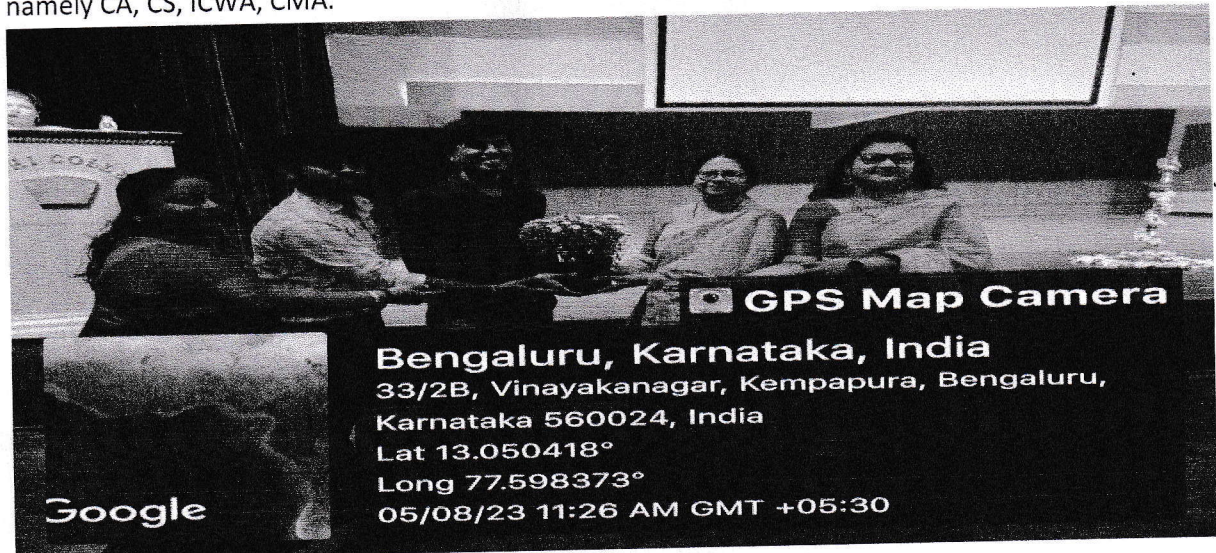 namely CA, CS, ICWA, CMA.
GPS Map Camera
Bengaluru, Karnataka, India
33/2B, Vinayakanagar, Kempapura, Bengaluru,
Karnataka 560024, India
Lat 13.050418°
Long 77.598373°
05/08/23 11:26 AM GMT +05:30
Google